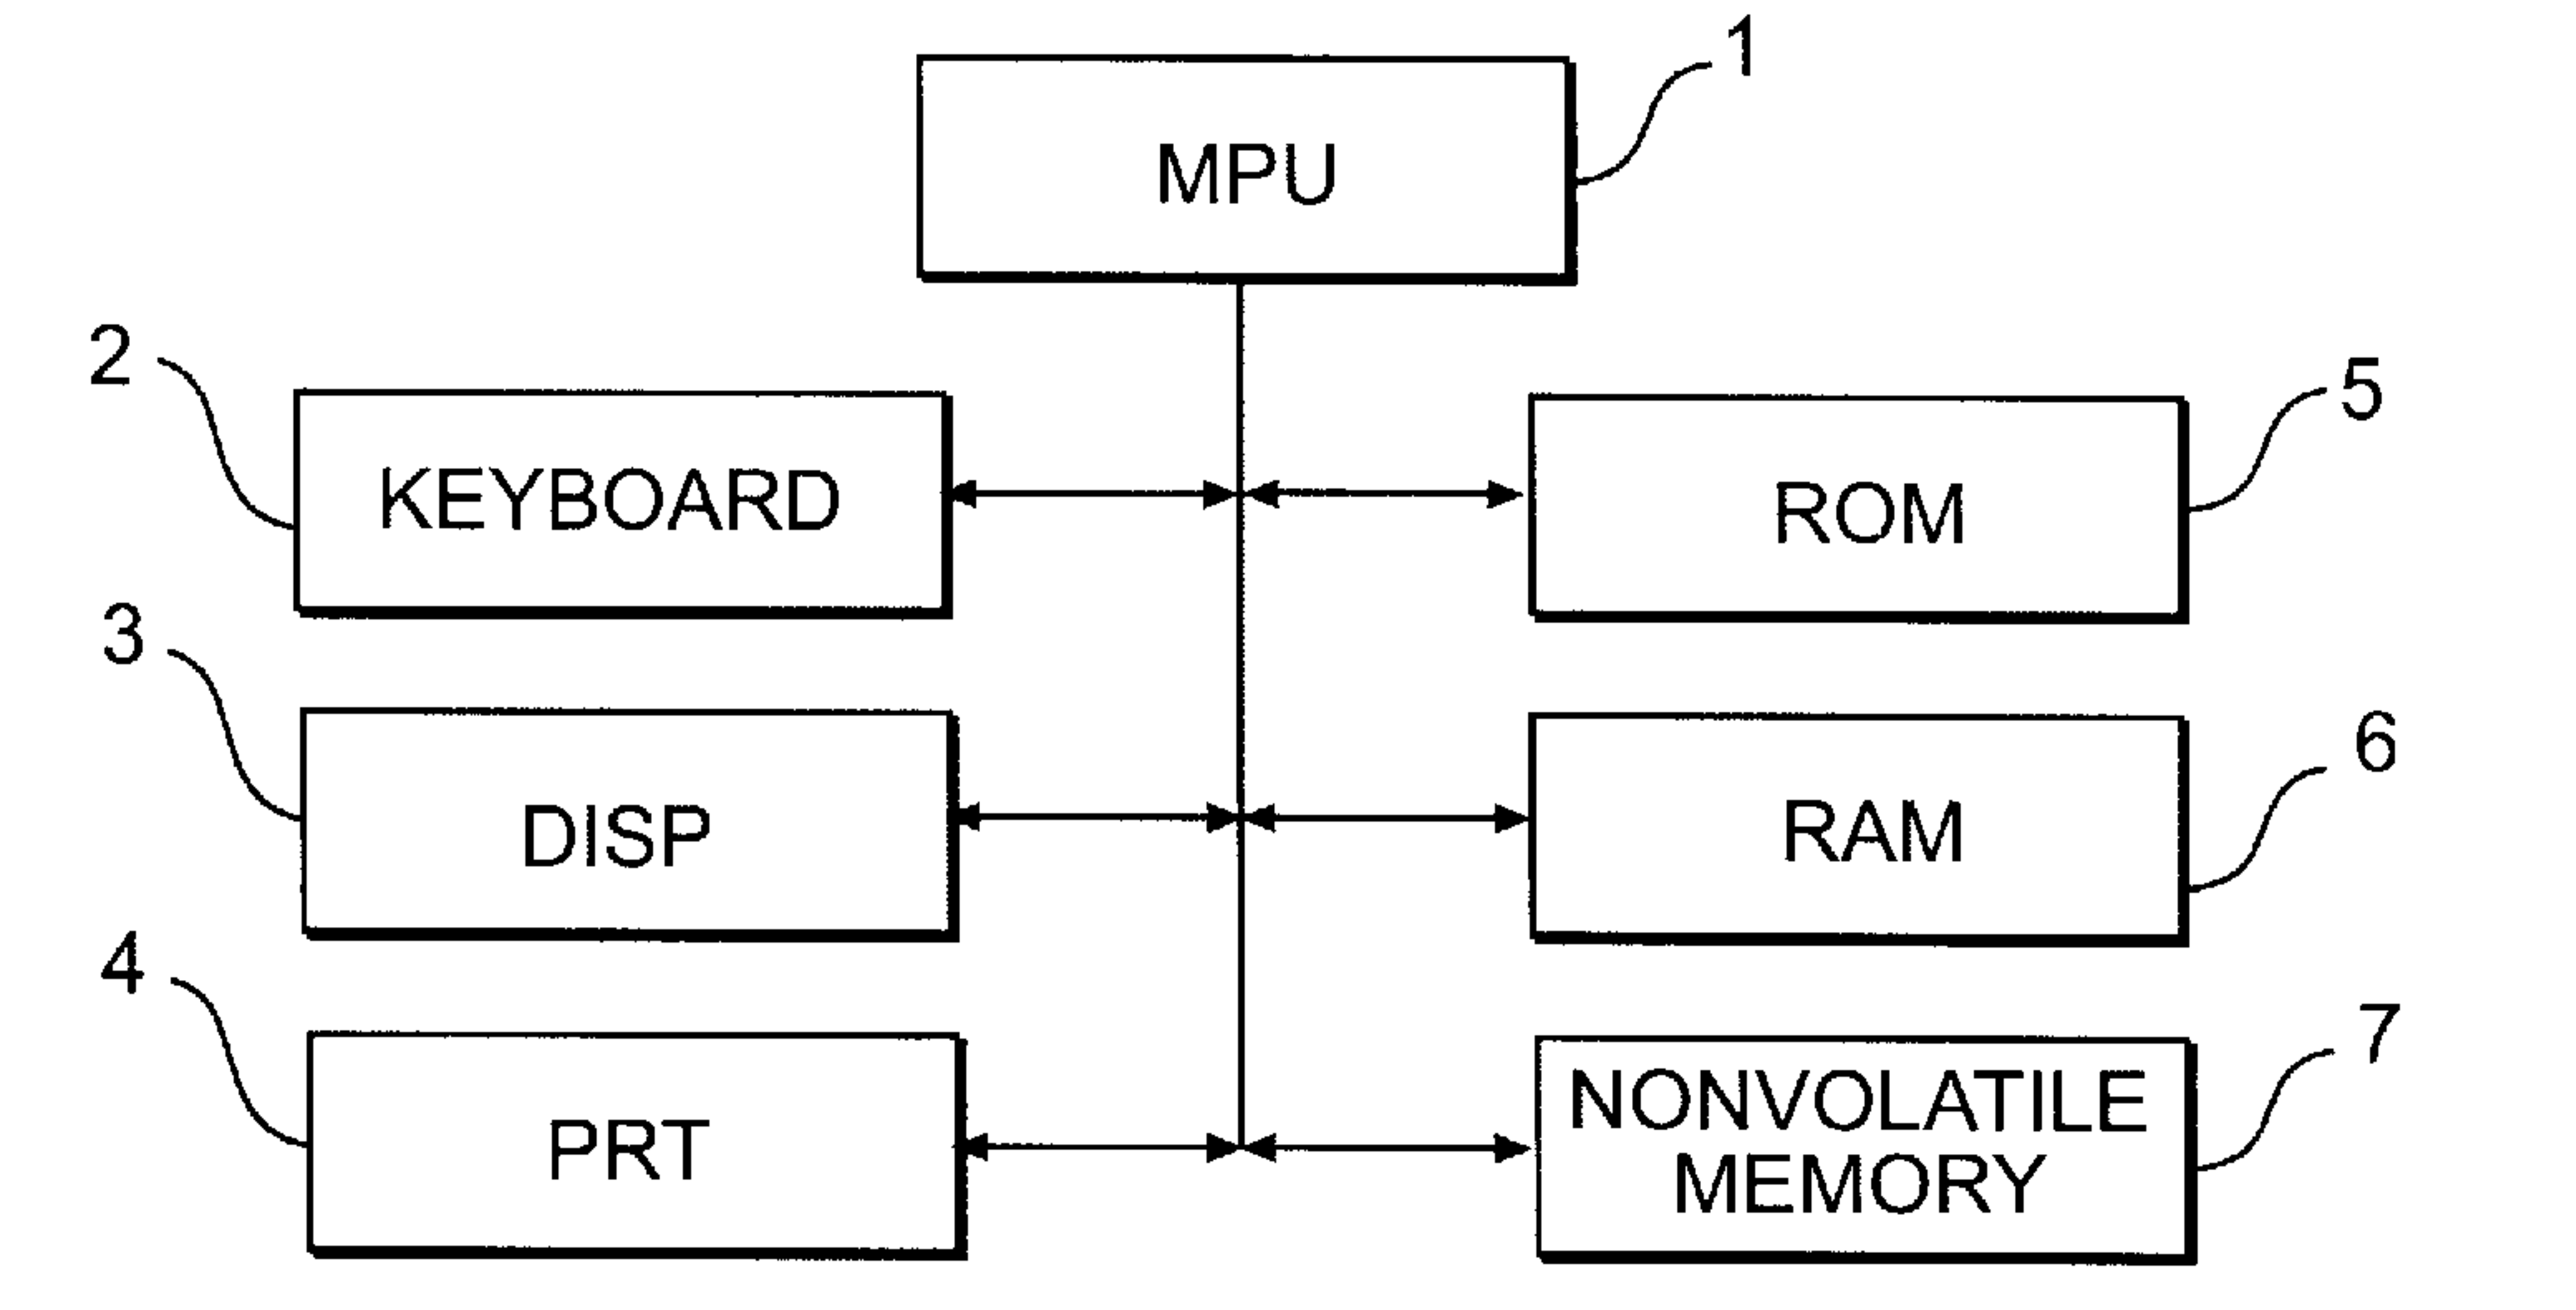 1
MPU
2
KEYBOARD
5
ROM
3
DISP
6
RAM
4
PRT
7
NONVOLATILE
MEMORY